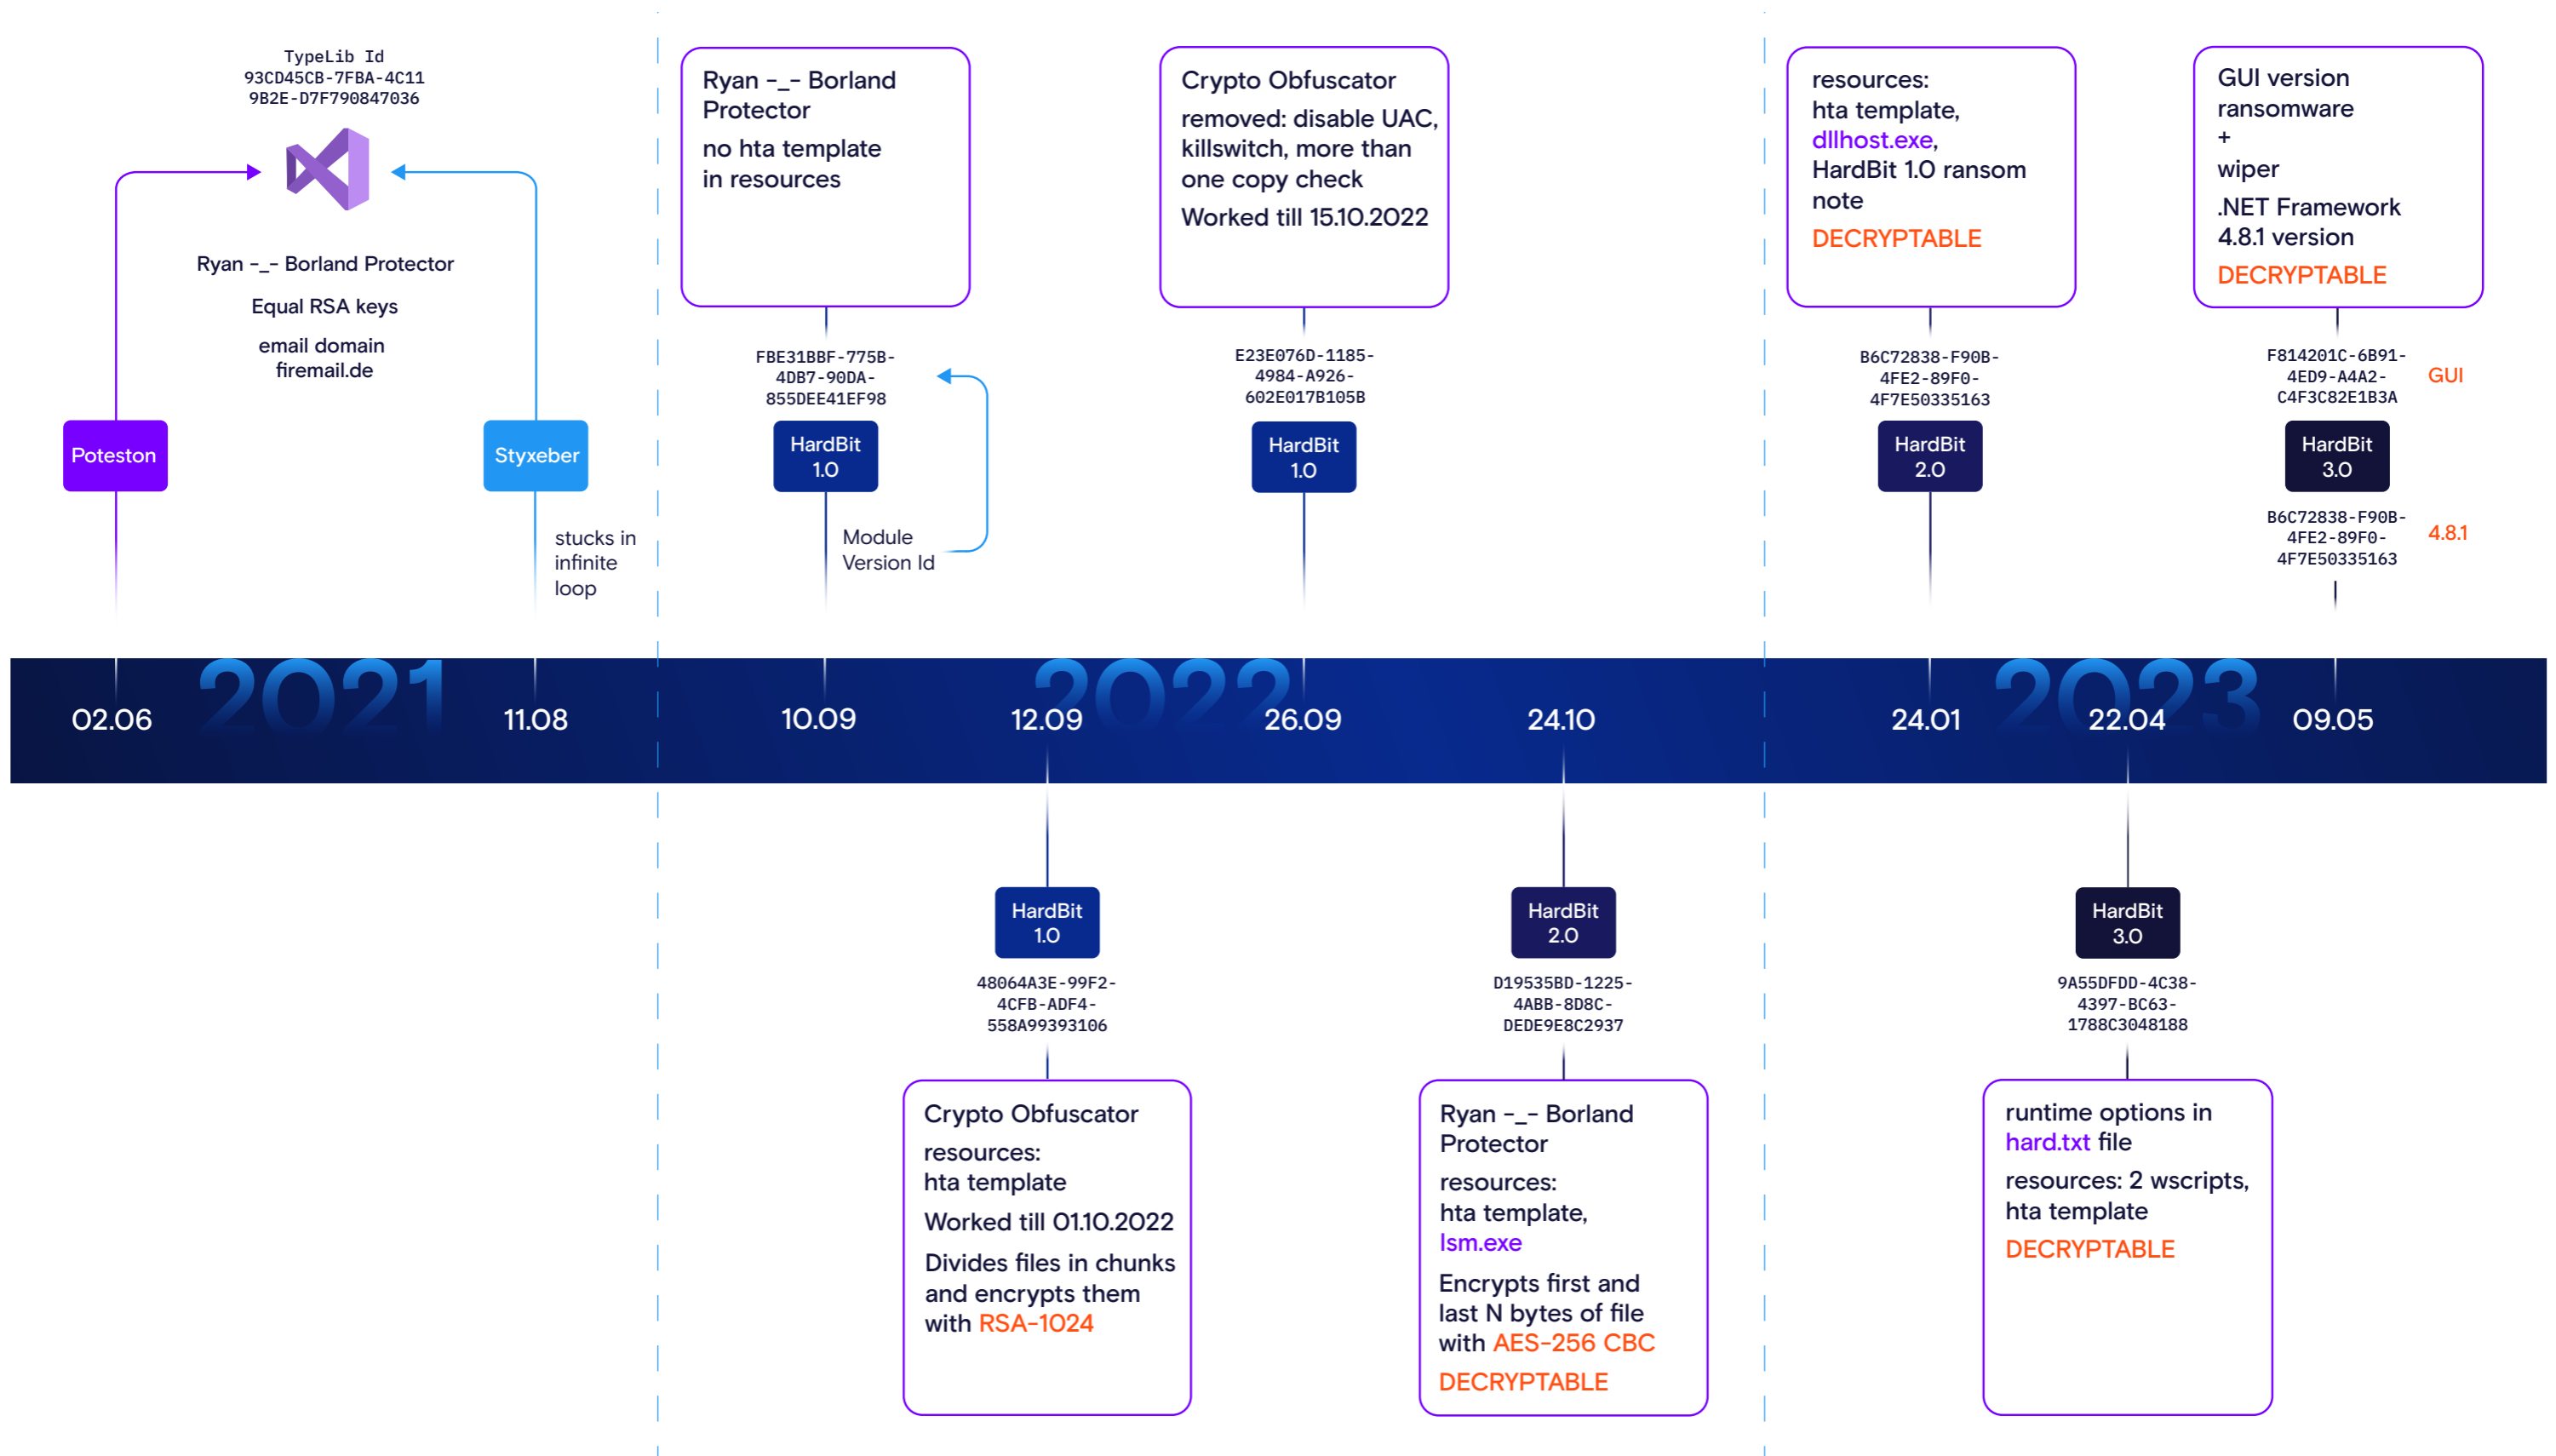 TypeLib Id
93CD45CB-7FBA-4C11
9B2E-D7F790847036
Ryan -_- Borland Protector
Equal RSA keys
email domain
firemail.de
Poteston
Styxeber
stucks in
infinite
loop
Ryan -_- Borland
Protector
no hta template
in resources
FBE31BBF-775B-
4DB7-90DA-
855DEE41EF98
HardBit
1.0
Module
Version Id
Crypto Obfuscator
removed: disable UAC,
killswitch, more than
one copy check
Worked till 15.10.2022
E23E076D-1185-
4984-A926-
602E017B105B
HardBit
1.0
resources:
hta template,
dllhost.exe,
HardBit 1.0 ransom
note
DECRYPTABLE
B6C72838-F90B-
4FE2-89F0-
4F7E50335163
HardBit
2.0
GUI version
ransomware
+
wiper
.NET Framework
4.8.1 version
DECRYPTABLE
F814201C-6B91-
4ED9-A4A2-
C4F3C82E1B3A
GUI
HardBit
3.0
B6C72838-F90B-
4FE2-89F0-
4F7E50335163
4.8.1
2021
2022
2023
02.06
11.08
10.09
12.09
26.09
24.10
24.01
22.04
09.05
HardBit
1.0
48064A3E-99F2-
4CFB-ADF4-
558A99393106
Crypto Obfuscator
resources:
hta template
Worked till 01.10.2022
Divides files in chunks
and encrypts them
with RSA-1024
HardBit
2.0
D19535BD-1225-
4ABB-8D8C-
DEDE9E8C2937
Ryan -_- Borland
Protector
resources:
hta template,
lsm.exe
Encrypts first and
last N bytes of file
with AES-256 CBC
DECRYPTABLE
HardBit
3.0
9A55DFDD-4C38-
4397-BC63-
1788C3048188
runtime options in
hard.txt file
resources: 2 wscripts,
hta template
DECRYPTABLE